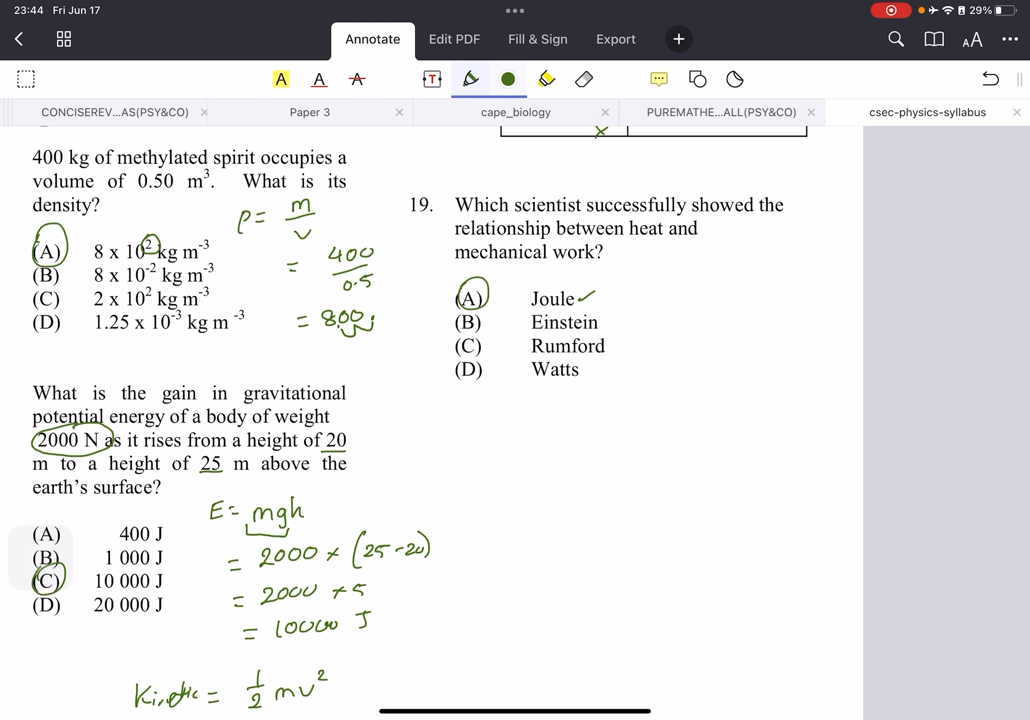 23:44 Fri Jun 17
29%
Annotate
Edit PDF
Fill & Sign
Export
AA
A A A T
CONCISEREV...AS(PSY&CO)
Paper 3
cape_biology
PUREMATHE...ALL(PSY&CO)
csec-physics-syllabus
400 kg of methylated spirit occupies a
volume of 0.50 m³. What is its
density?
ρ = m/v
(A) 8 x 10² kg m⁻³
(B) 8 x 10⁻² kg m⁻³
(C) 2 x 10² kg m⁻³
(D) 1.25 x 10⁻³ kg m ⁻³
= 400/0.5
= 800
What is the gain in gravitational
potential energy of a body of weight
2000 N as it rises from a height of 20
m to a height of 25 m above the
earth's surface?
(A) 400 J
(B) 1 000 J
(C) 10 000 J
(D) 20 000 J
E = mgh
= 2000 × (25-20)
= 2000 × 5
= 10000 J
Kinetic = 1/2 mv²
x
19. Which scientist successfully showed the
relationship between heat and
mechanical work?
(A) Joule ✓
(B) Einstein
(C) Rumford
(D) Watts